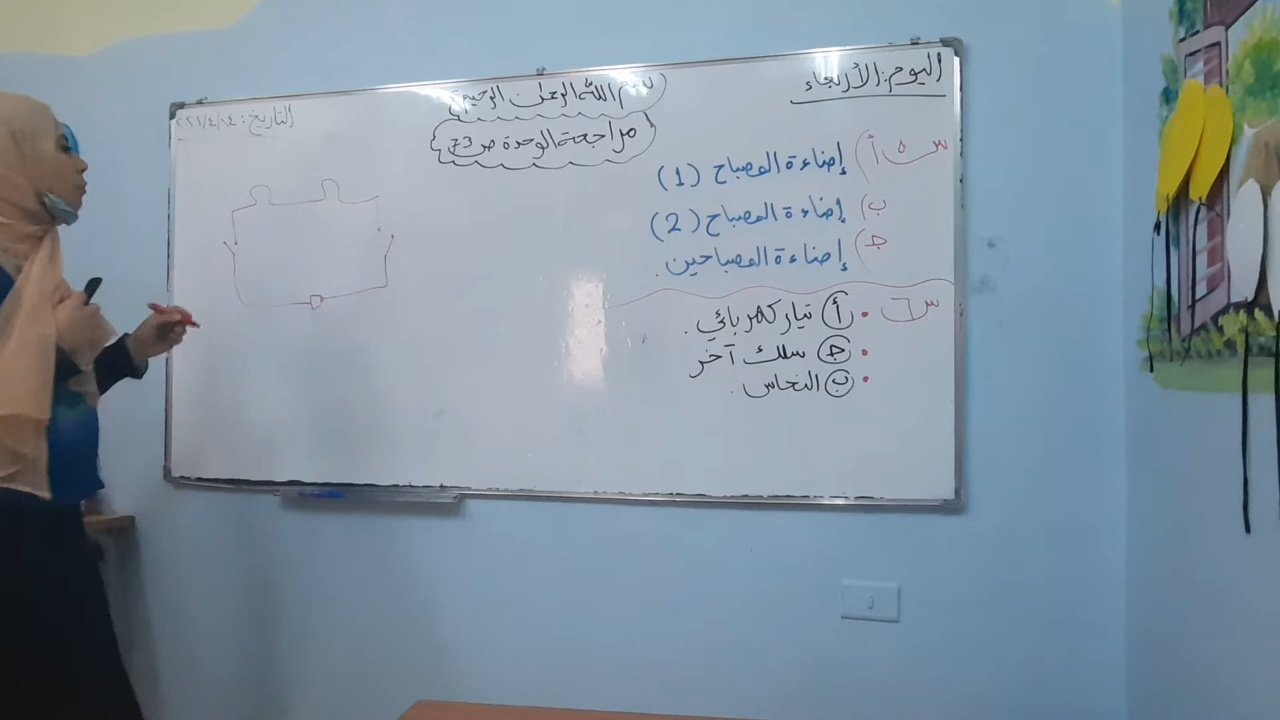 اليوم: الأربعاء
بسم الله الرحمن الرحيم
التاريخ: ٢٠٢١/٤/١٤
مراجعة الوحدة ص 73
س٥ أ) إضاءة المصباح (1)
ب) إضاءة المصباح (2)
ج) إضاءة المصباحين.
س٦ • أ تيار كهربائي.
• ج سلك آخر
• ب النحاس.